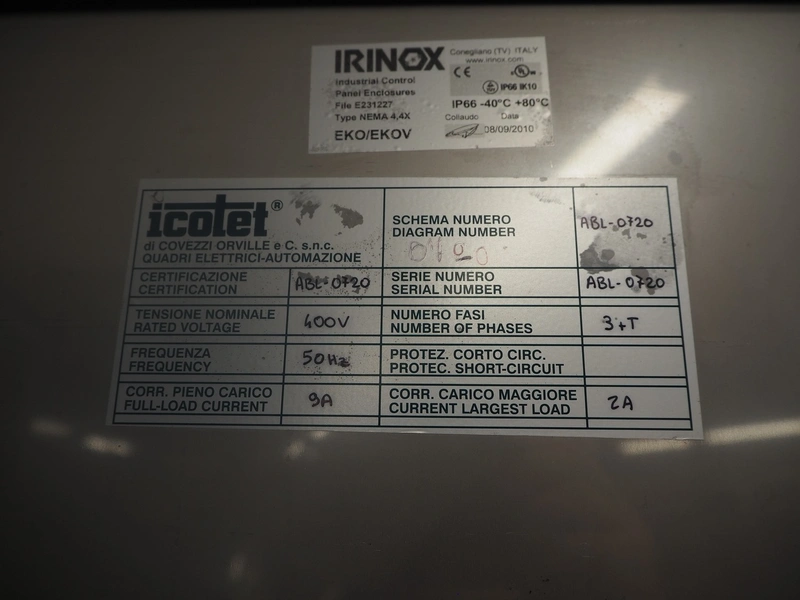 IRINOX
Conegliano (TV) ITALY
www.irinox.com
Industrial Control
Panel Enclosures
File E231227
Type NEMA 4,4X
EKO/EKOV
CE
IP66 IK10
IP66 -40°C +80°C
Collaudo Data
08/09/2010
icotet®
di COVEZZI ORVILLE e C. s.n.c.
QUADRI ELETTRICI-AUTOMAZIONE
SCHEMA NUMERO
DIAGRAM NUMBER
ABL-0720
CERTIFICAZIONE
CERTIFICATION
ABL-0720
SERIE NUMERO
SERIAL NUMBER
ABL-0720
TENSIONE NOMINALE
RATED VOLTAGE
400V
NUMERO FASI
NUMBER OF PHASES
3+T
FREQUENZA
FREQUENCY
50Hz
PROTEZ. CORTO CIRC.
PROTEC. SHORT-CIRCUIT
CORR. PIENO CARICO
FULL-LOAD CURRENT
9A
CORR. CARICO MAGGIORE
CURRENT LARGEST LOAD
2A